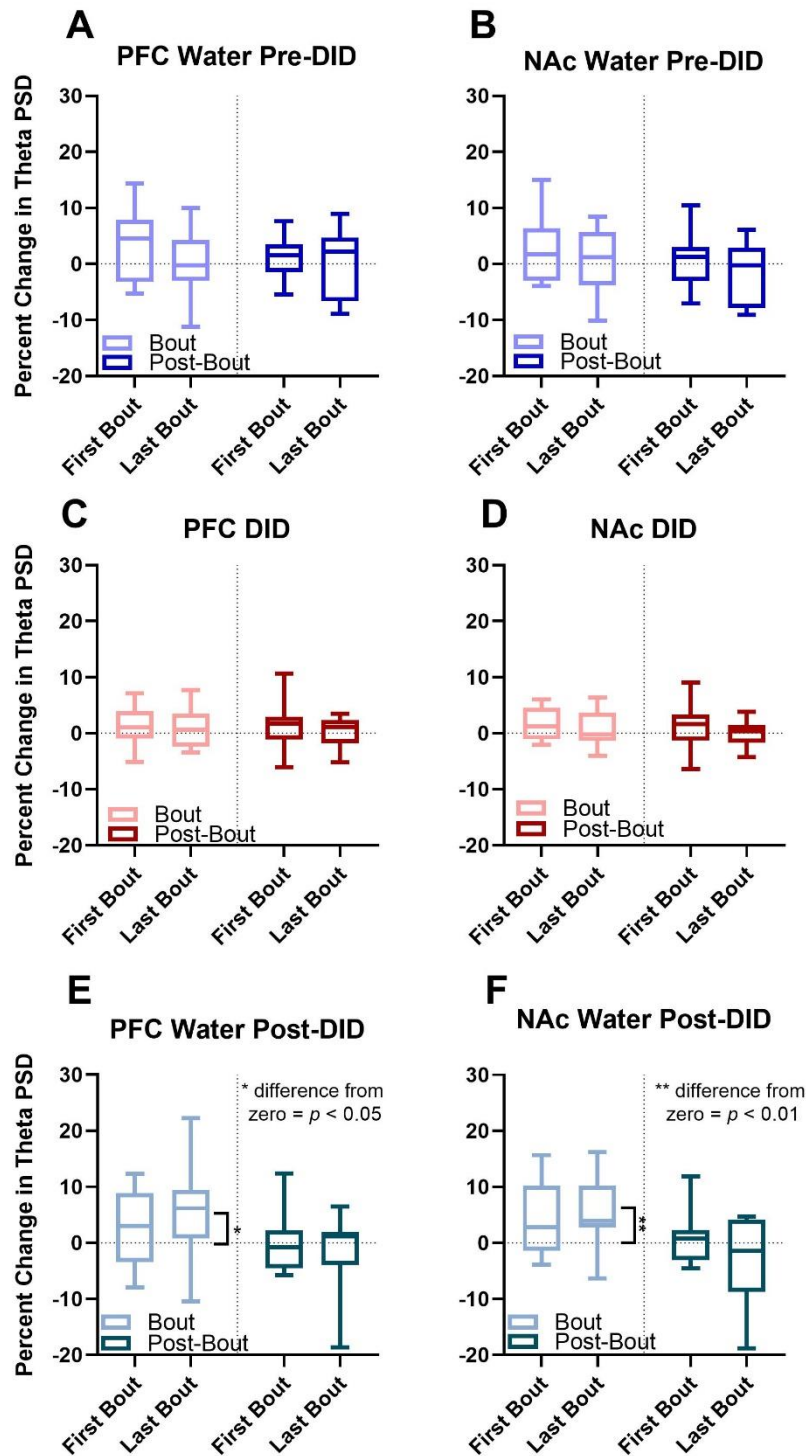 A
PFC Water Pre-DID
Percent Change in Theta PSD
30
20
10
0
-10
-20
Bout
Post-Bout
First Bout
Last Bout
First Bout
Last Bout
B
NAc Water Pre-DID
30
20
10
0
-10
-20
Bout
Post-Bout
First Bout
Last Bout
First Bout
Last Bout
C
PFC DID
Percent Change in Theta PSD
30
20
10
0
-10
-20
Bout
Post-Bout
First Bout
Last Bout
First Bout
Last Bout
D
NAc DID
30
20
10
0
-10
-20
Bout
Post-Bout
First Bout
Last Bout
First Bout
Last Bout
E
PFC Water Post-DID
Percent Change in Theta PSD
30
20
10
0
-10
-20
* difference from
zero = p < 0.05
*
Bout
Post-Bout
First Bout
Last Bout
First Bout
Last Bout
F
NAc Water Post-DID
30
20
10
0
-10
-20
** difference from
zero = p < 0.01
**
Bout
Post-Bout
First Bout
Last Bout
First Bout
Last Bout